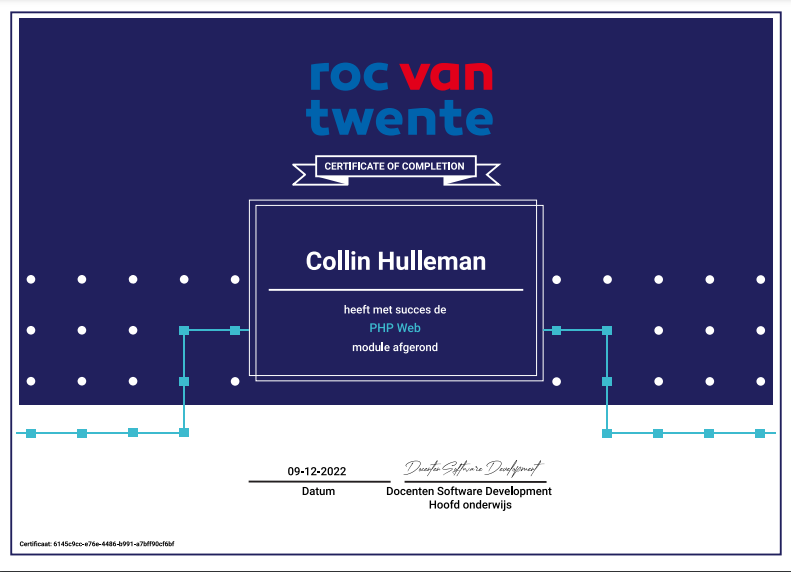 roc van
twente
CERTIFICATE OF COMPLETION
Collin Hulleman
heeft met succes de
PHP Web
module afgerond
09-12-2022
Datum
Docenten Software Development
Docenten Software Development
Hoofd onderwijs
Certificaat: 6145c9cc-e76e-4486-b991-a7bff90cf6bf